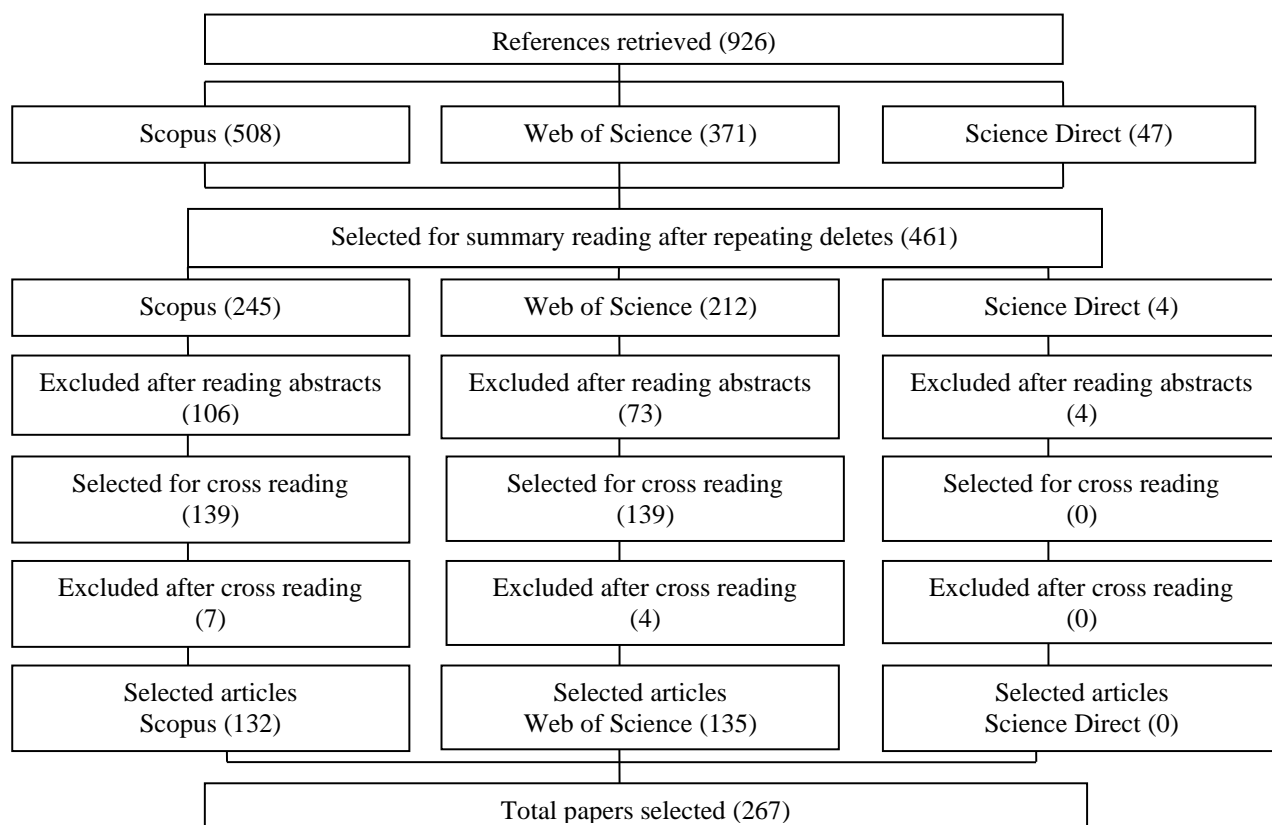 References retrieved (926)
Scopus (508)
Web of Science (371)
Science Direct (47)
Selected for summary reading after repeating deletes (461)
Scopus (245)
Web of Science (212)
Science Direct (4)
Excluded after reading abstracts
(106)
Excluded after reading abstracts
(73)
Excluded after reading abstracts
(4)
Selected for cross reading
(139)
Selected for cross reading
(139)
Selected for cross reading
(0)
Excluded after cross reading
(7)
Excluded after cross reading
(4)
Excluded after cross reading
(0)
Selected articles
Scopus (132)
Selected articles
Web of Science (135)
Selected articles
Science Direct (0)
Total papers selected (267)